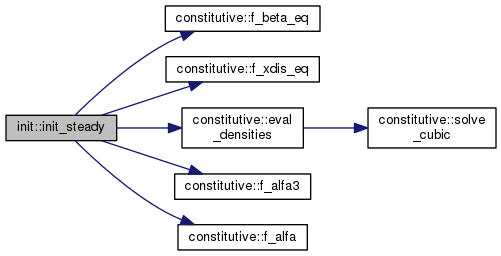 constitutive::f_beta_eq
constitutive::f_xdis_eq
init::init_steady
constitutive::eval
_densities
constitutive::solve
_cubic
constitutive::f_alfa3
constitutive::f_alfa